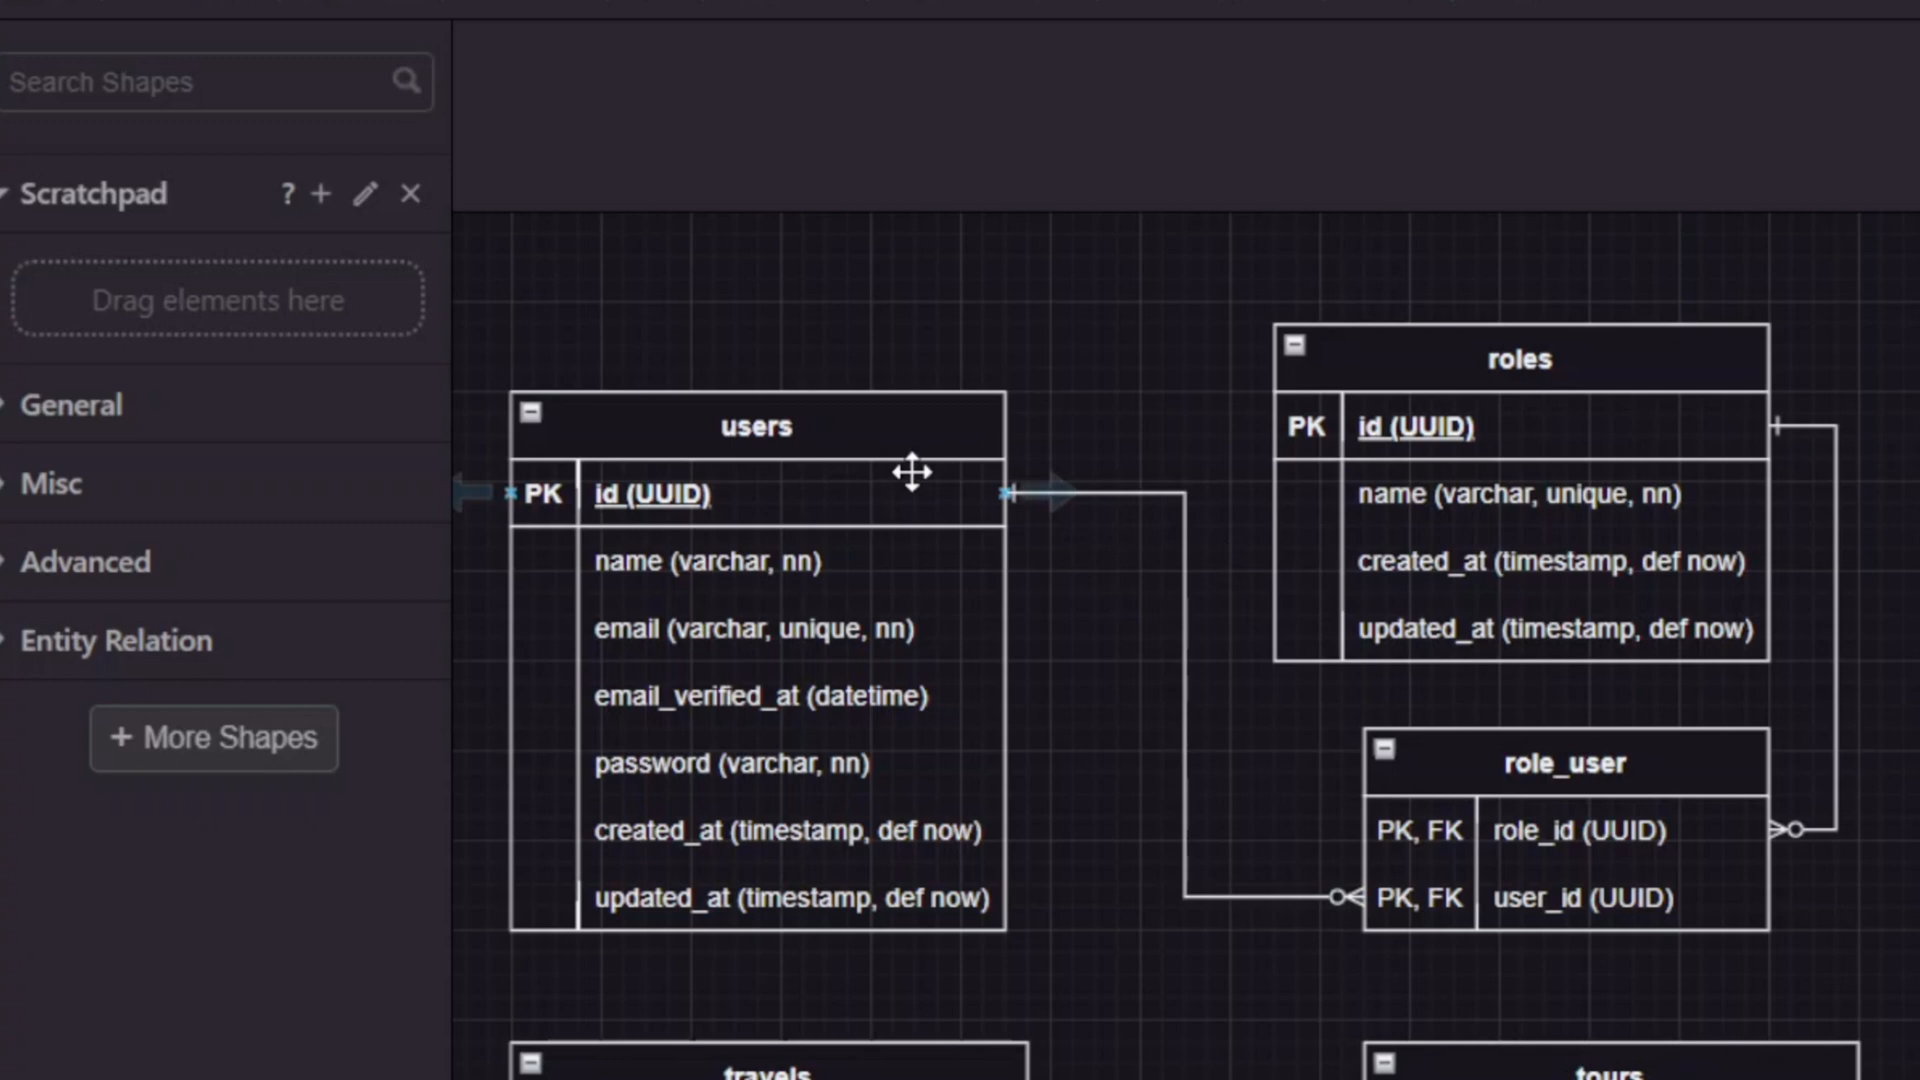 Search Shapes
Scratchpad
?
Drag elements here
General
Misc
Advanced
Entity Relation
+ More Shapes
users
PK id (UUID)
name (varchar, nn)
email (varchar, unique, nn)
email_verified_at (datetime)
password (varchar, nn)
created_at (timestamp, def now)
updated_at (timestamp, def now)
roles
PK id (UUID)
name (varchar, unique, nn)
created_at (timestamp, def now)
updated_at (timestamp, def now)
role_user
PK, FK role_id (UUID)
PK, FK user_id (UUID)
travels
tours